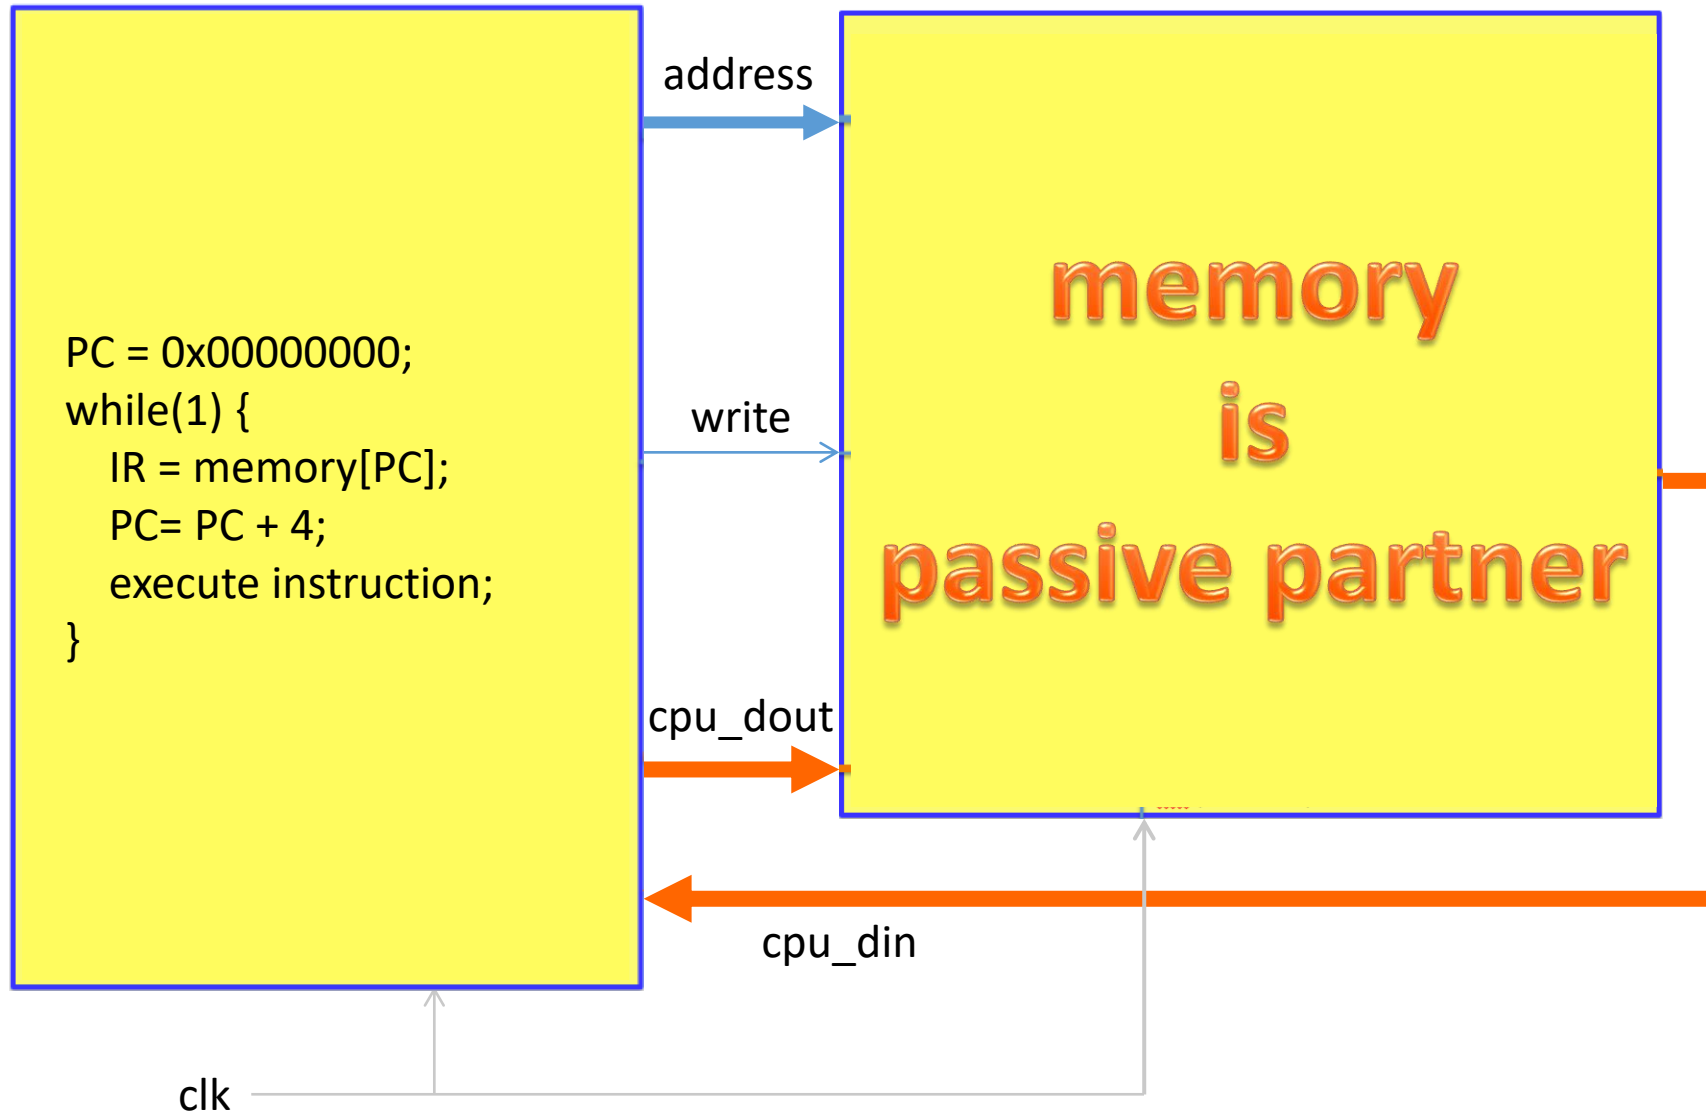 address
PC = 0x00000000;
while(1) {
IR = memory[PC];
PC= PC + 4;
execute instruction;
}
write
cpu_dout
memory
is
passive partner
cpu_din
clk